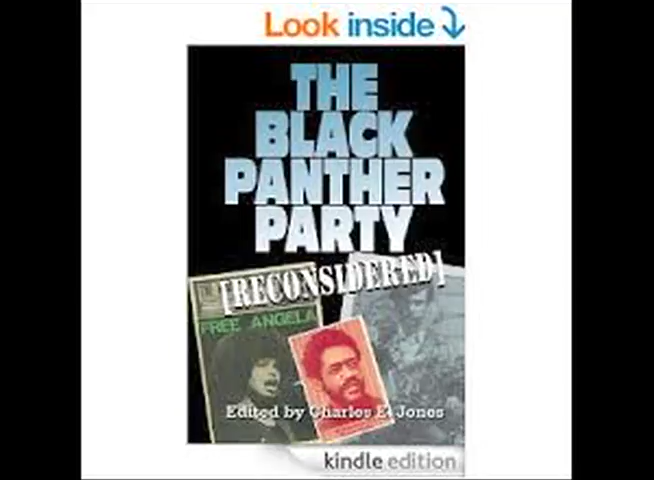 Look inside
THE
BLACK
PANTHER
PARTY
[RECONSIDERED]
FREE ANGELA
Edited by Charles E. Jones
kindle edition